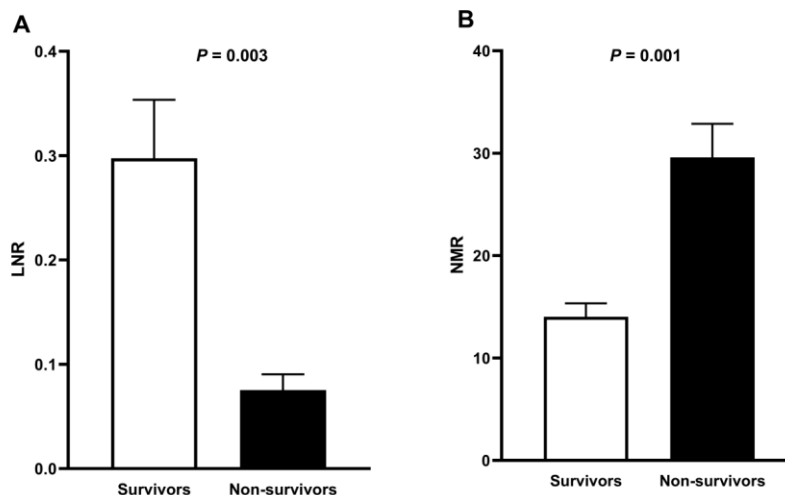 A
P = 0.003
0.4
0.3
0.2
0.1
0.0
LNR
Survivors
Non-survivors
B
P = 0.001
40
30
20
10
0
NMR
Survivors
Non-survivors